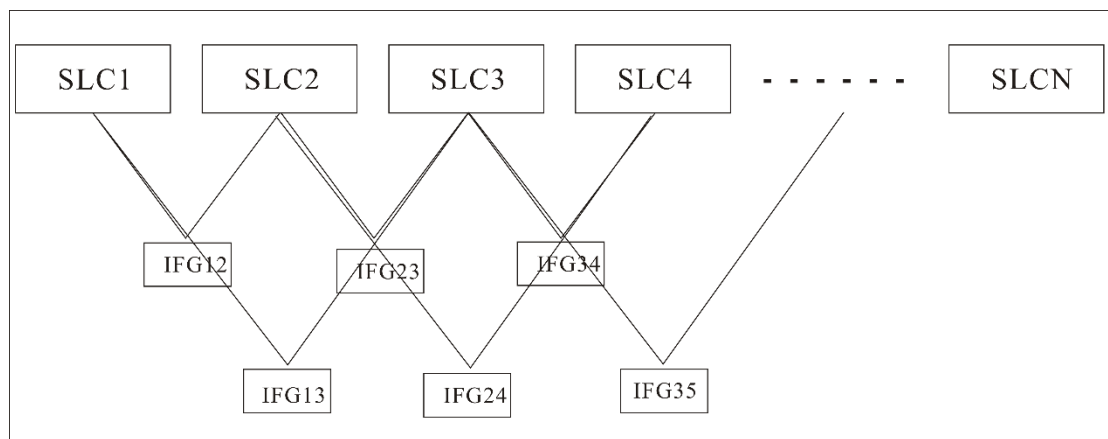 SLC1 SLC2 SLC3 SLC4 - - - - - - SLCN
IFG12 IFG23 IFG34
IFG13 IFG24 IFG35